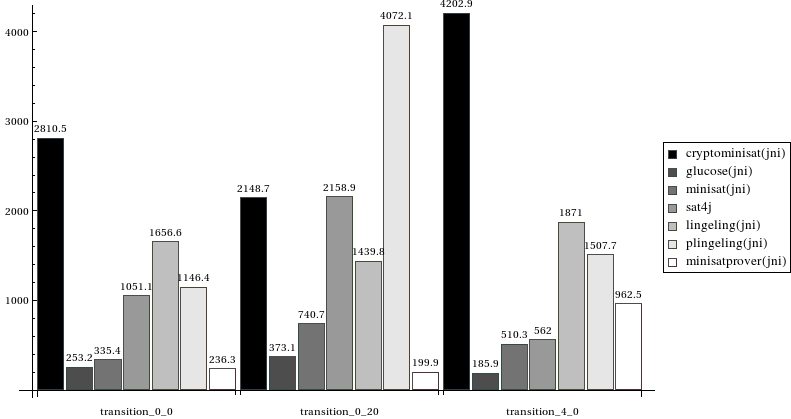 4202.9
4072.1
4000
3000
2810.5
2148.7
2158.9
2000
1871
1656.6
1439.8
1507.7
1051.1
1146.4
1000
253.2
335.4
236.3
373.1
740.7
199.9
185.9
510.3
562
962.5
transition_0_0
transition_0_20
transition_4_0
cryptominisat(jni)
glucose(jni)
minisat(jni)
sat4j
lingeling(jni)
plingeling(jni)
minisatprover(jni)